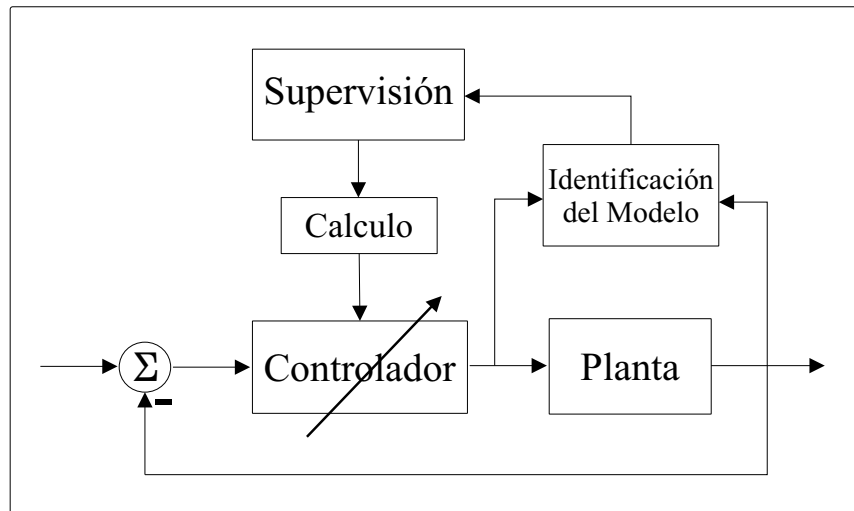 Supervisión
Identificación
del Modelo
Calculo
Σ
Controlador
Planta
-